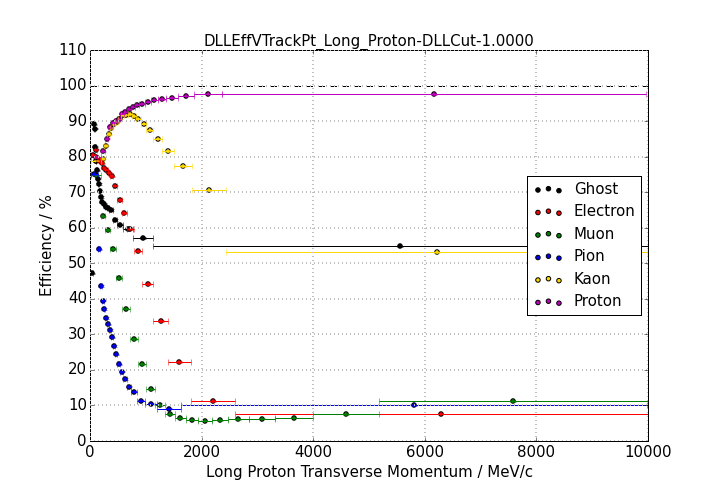 DLLEffVTrackPt_Long_Proton-DLLCut-1.0000
110
100
90
80
70
60
50
40
30
20
10
0
Efficiency / %
Ghost
Electron
Muon
Pion
Kaon
Proton
0 2000 4000 6000 8000 10000
Long Proton Transverse Momentum / MeV/c